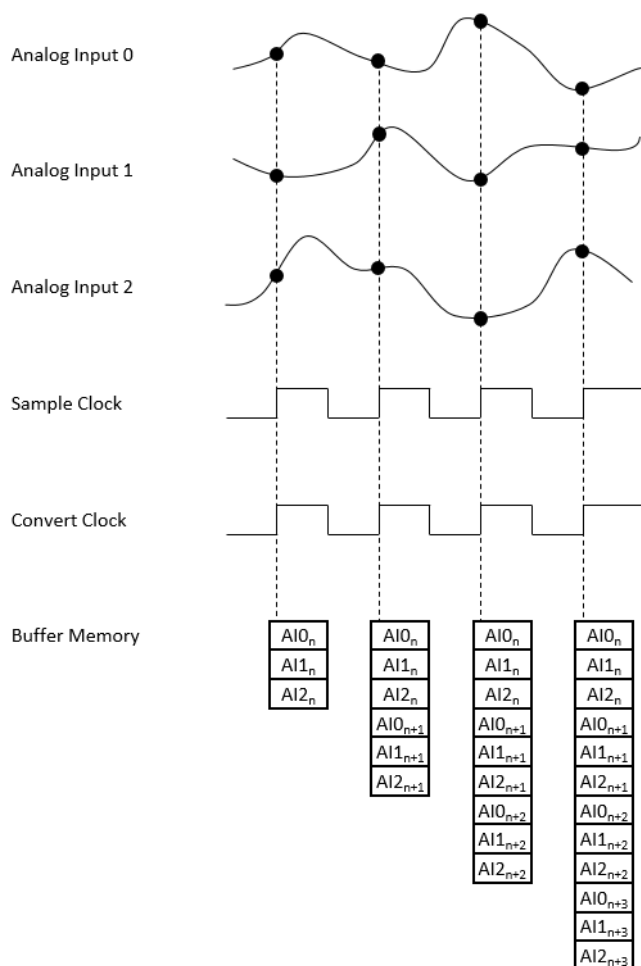 Analog Input 0
Analog Input 1
Analog Input 2
Sample Clock
Convert Clock
Buffer Memory
AI0ₙ AI0ₙ AI0ₙ AI0ₙ
AI1ₙ AI1ₙ AI1ₙ AI1ₙ
AI2ₙ AI2ₙ AI2ₙ AI2ₙ
AI0ₙ₊₁ AI0ₙ₊₁ AI0ₙ₊₁
AI1ₙ₊₁ AI1ₙ₊₁ AI1ₙ₊₁
AI2ₙ₊₁ AI2ₙ₊₁ AI2ₙ₊₁
AI0ₙ₊₂ AI0ₙ₊₂
AI1ₙ₊₂ AI1ₙ₊₂
AI2ₙ₊₂ AI2ₙ₊₂
AI0ₙ₊₃
AI1ₙ₊₃
AI2ₙ₊₃